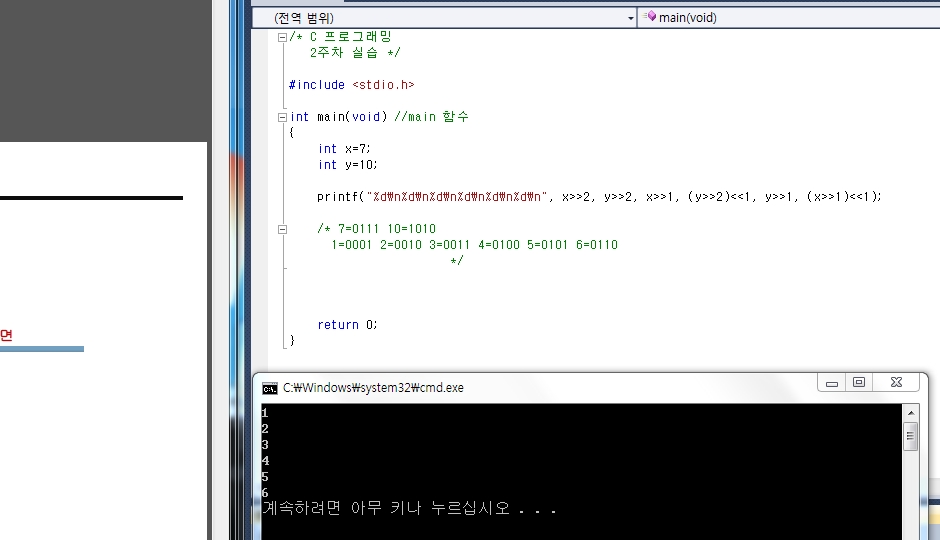 (전역 범위)
main(void)
/* C 프로그래밍
2주차 실습 */
#include <stdio.h>
int main(void) //main 함수
{
int x=7;
int y=10;
printf("%d₩n%d₩n%d₩n%d₩n%d₩n%d₩n", x>>2, y>>2, x>>1, (y>>2)<<1, y>>1, (x>>1)<<1);
/* 7=0111 10=1010
1=0001 2=0010 3=0011 4=0100 5=0101 6=0110
*/
return 0;
}
면
C:₩Windows₩system32₩cmd.exe
1
2
3
4
5
6
계속하려면 아무 키나 누르십시오 . . .